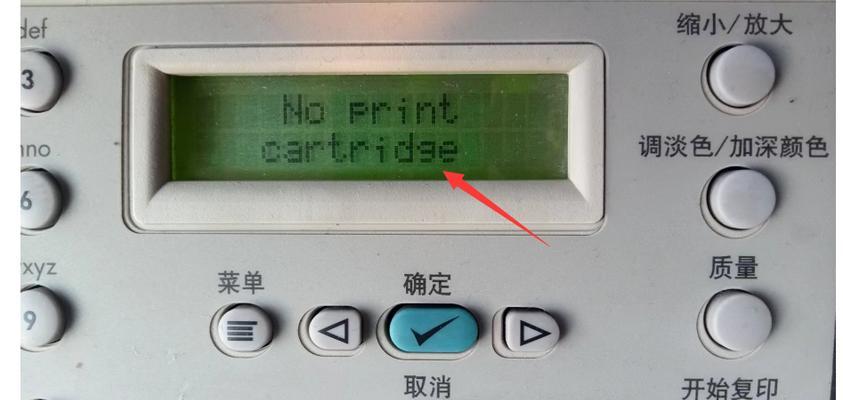 def
缩小/放大
3
No print
cartridge
调淡色/加深颜色
6
xyz
质量
菜单
确定
9
取消
开始复印